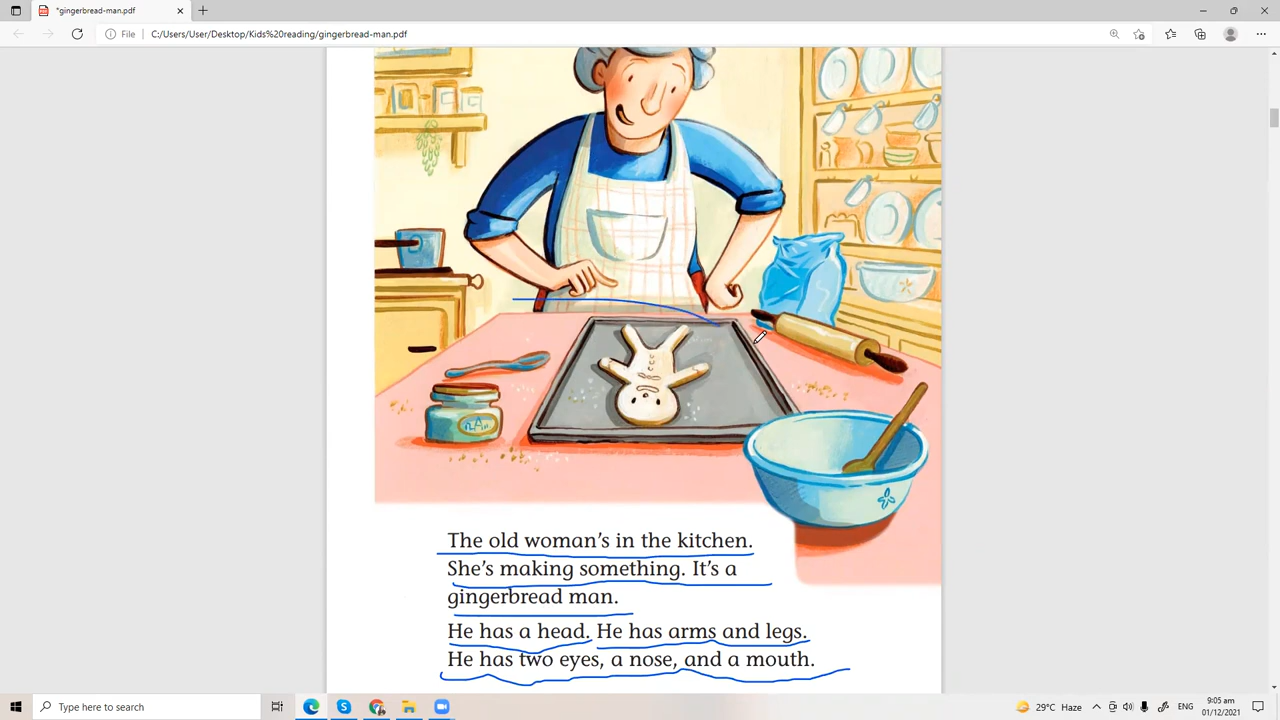 *gingerbread-man.pdf
File
C:/Users/User/Desktop/Kids%20reading/gingerbread-man.pdf
The old woman's in the kitchen.
She's making something. It's a
gingerbread man.
He has a head. He has arms and legs.
He has two eyes, a nose, and a mouth.
Type here to search
29°C Haze
ENG
9:05 am
01/12/2021